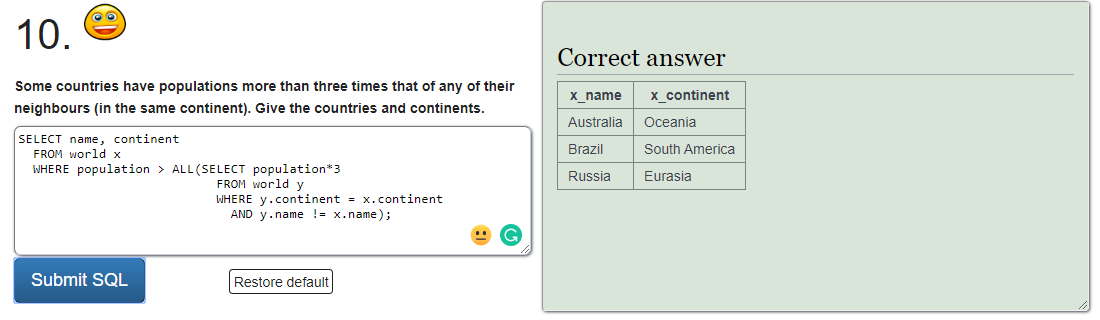 10.
Some countries have populations more than three times that of any of their
neighbours (in the same continent). Give the countries and continents.
SELECT name, continent
FROM world x
WHERE population > ALL(SELECT population*3
FROM world y
WHERE y.continent = x.continent
AND y.name != x.name);
Submit SQL
Restore default
Correct answer
x_name x_continent
Australia Oceania
Brazil South America
Russia Eurasia